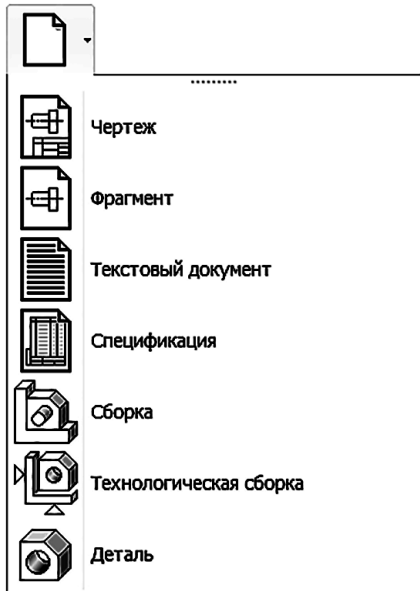 Чертеж
Фрагмент
Текстовый документ
Спецификация
Сборка
Технологическая сборка
Деталь